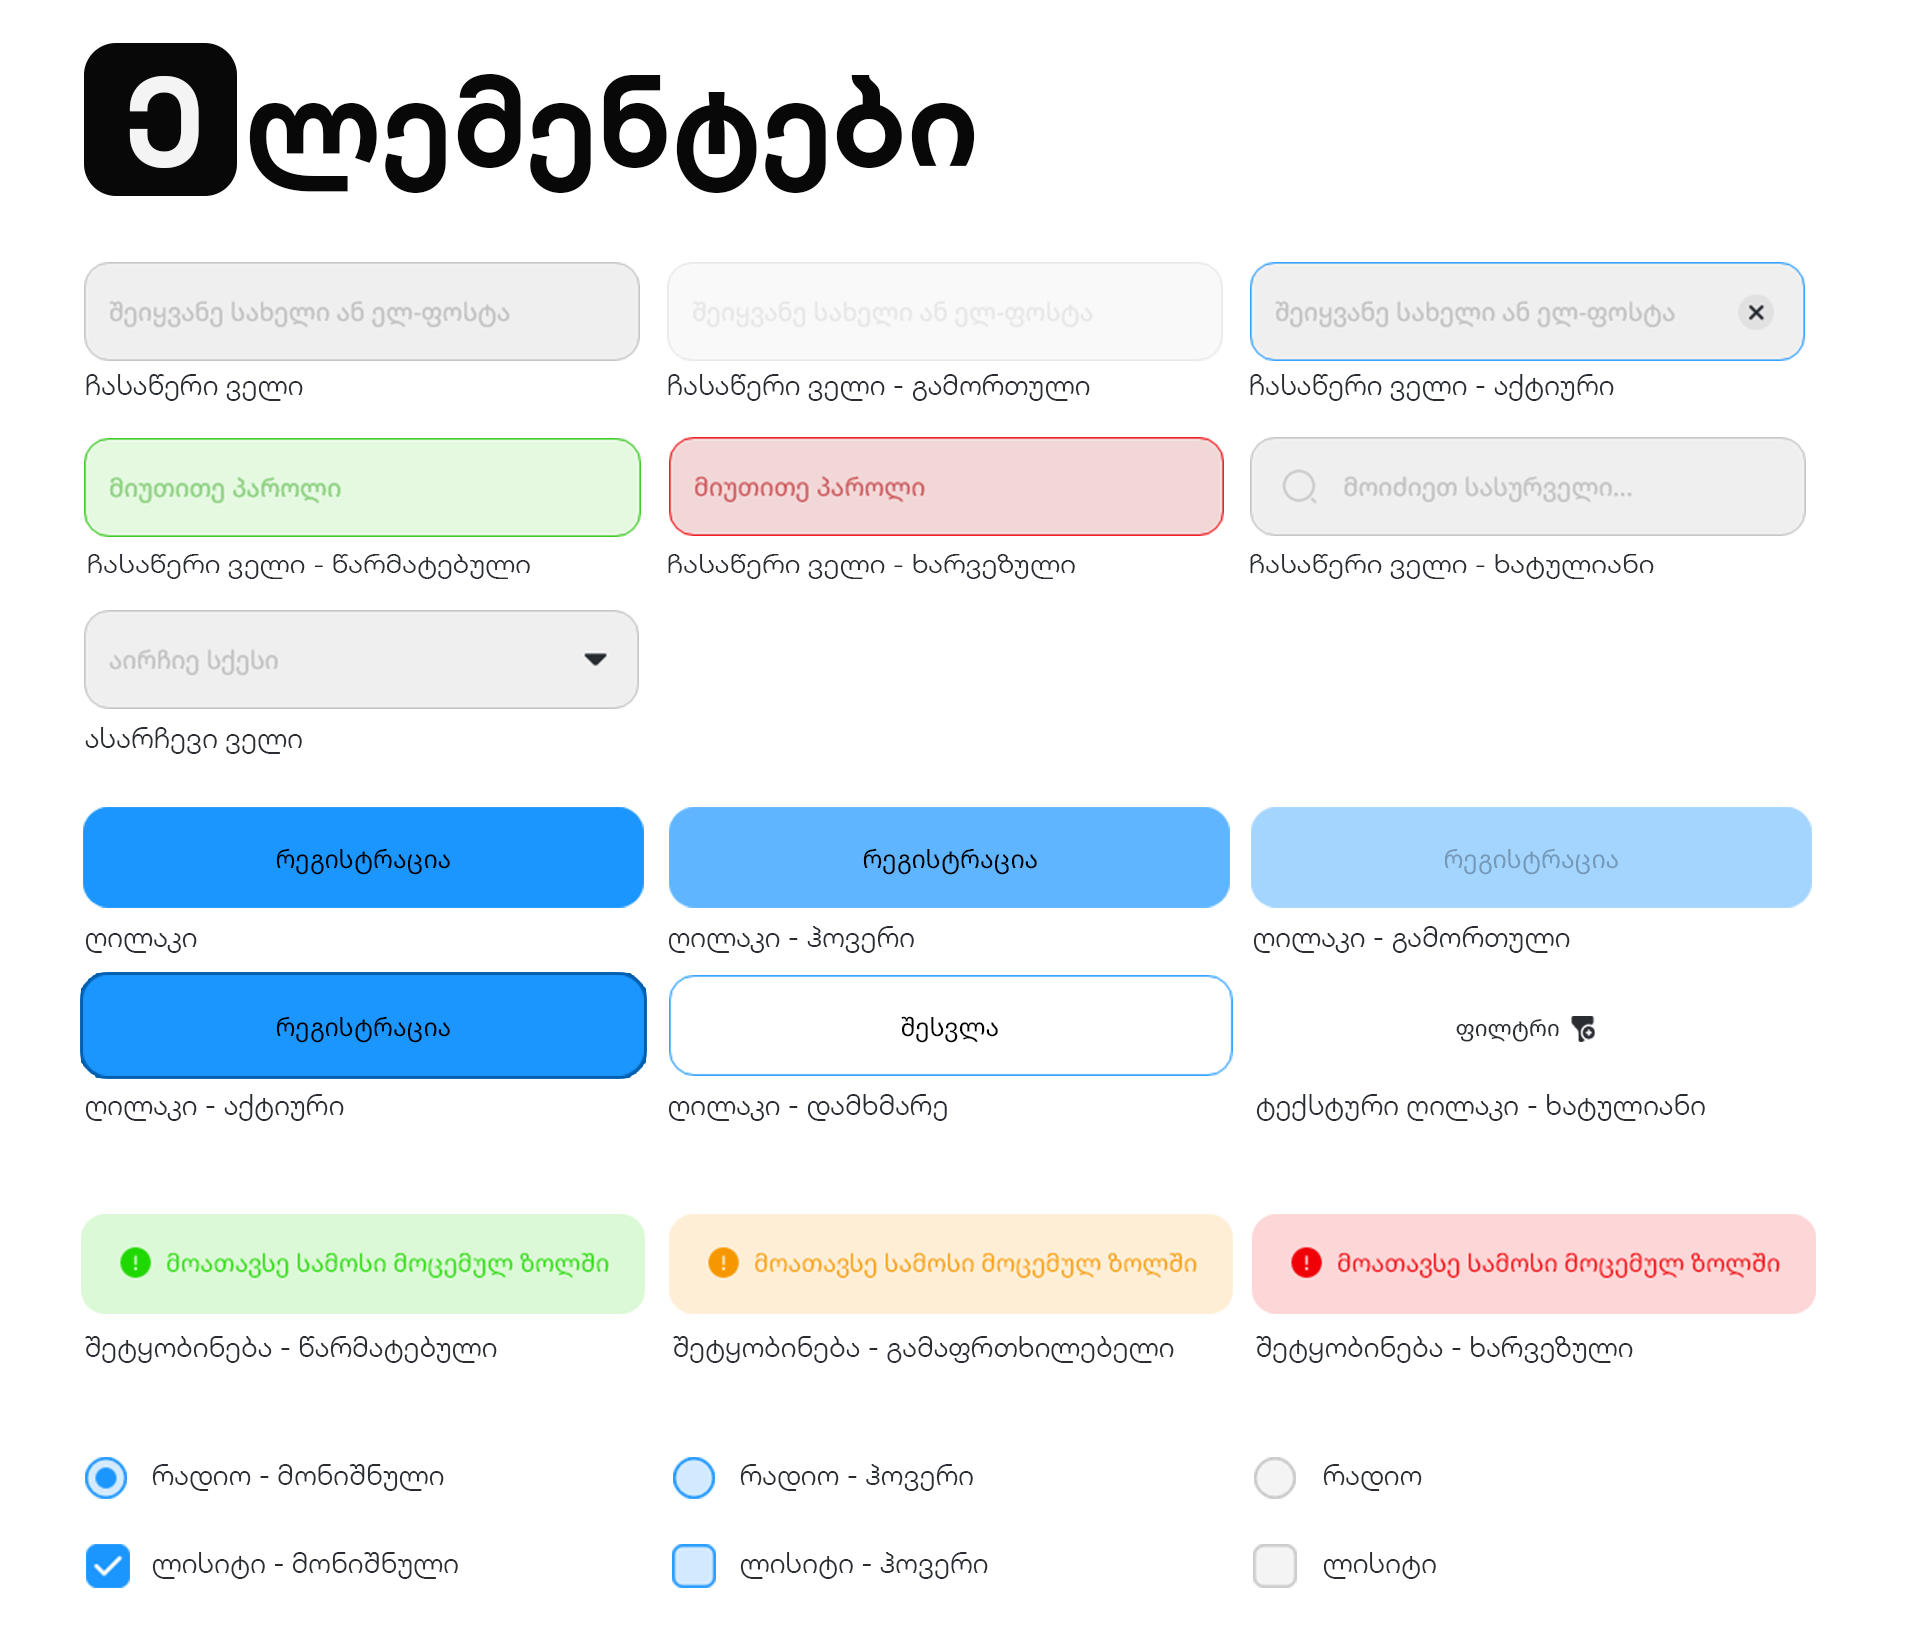 ელემენტები
შეიყვანე სახელი ან ელ-ფოსტა
შეიყვანე სახელი ან ელ-ფოსტა
შეიყვანე სახელი ან ელ-ფოსტა
ჩასაწერი ველი
ჩასაწერი ველი - გამორთული
ჩასაწერი ველი - აქტიური
მიუთითე პაროლი
მიუთითე პაროლი
მოიძიეთ სასურველი...
ჩასაწერი ველი - წარმატებული
ჩასაწერი ველი - ხარვეზული
ჩასაწერი ველი - ხატულიანი
აირჩიე სქესი
ასარჩევი ველი
რეგისტრაცია
რეგისტრაცია
რეგისტრაცია
ღილაკი
ღილაკი - ჰოვერი
ღილაკი - გამორთული
რეგისტრაცია
შესვლა
ფილტრი
ღილაკი - აქტიური
ღილაკი - დამხმარე
ტექსტური ღილაკი - ხატულიანი
მოათავსე სამოსი მოცემულ ზოლში
მოათავსე სამოსი მოცემულ ზოლში
მოათავსე სამოსი მოცემულ ზოლში
შეტყობინება - წარმატებული
შეტყობინება - გამაფრთხილებელი
შეტყობინება - ხარვეზული
რადიო - მონიშნული
რადიო - ჰოვერი
რადიო
ლისიტი - მონიშნული
ლისიტი - ჰოვერი
ლისიტი